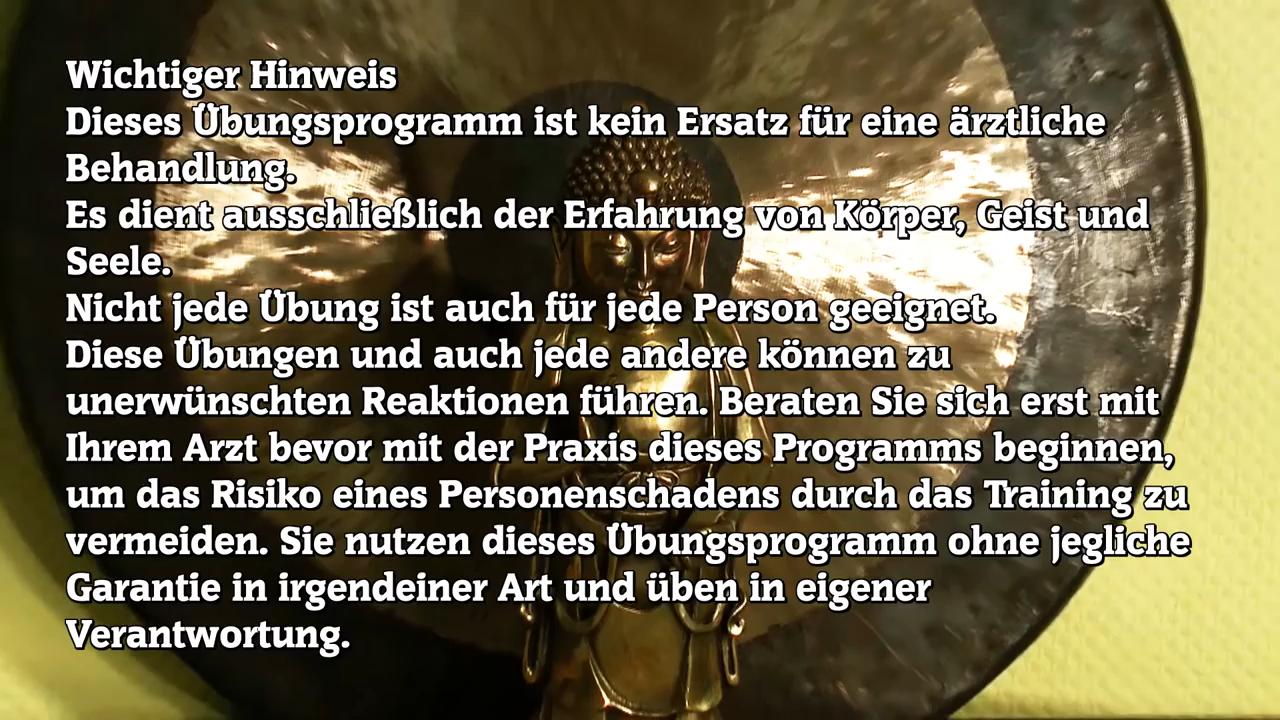 Wichtiger Hinweis
Dieses Übungsprogramm ist kein Ersatz für eine ärztliche
Behandlung.
Es dient ausschließlich der Erfahrung von Körper, Geist und
Seele.
Nicht jede Übung ist auch für jede Person geeignet.
Diese Übungen und auch jede andere können zu
unerwünschten Reaktionen führen. Beraten Sie sich erst mit
Ihrem Arzt bevor mit der Praxis dieses Programms beginnen,
um das Risiko eines Personenschadens durch das Training zu
vermeiden. Sie nutzen dieses Übungsprogramm ohne jegliche
Garantie in irgendeiner Art und üben in eigener
Verantwortung.